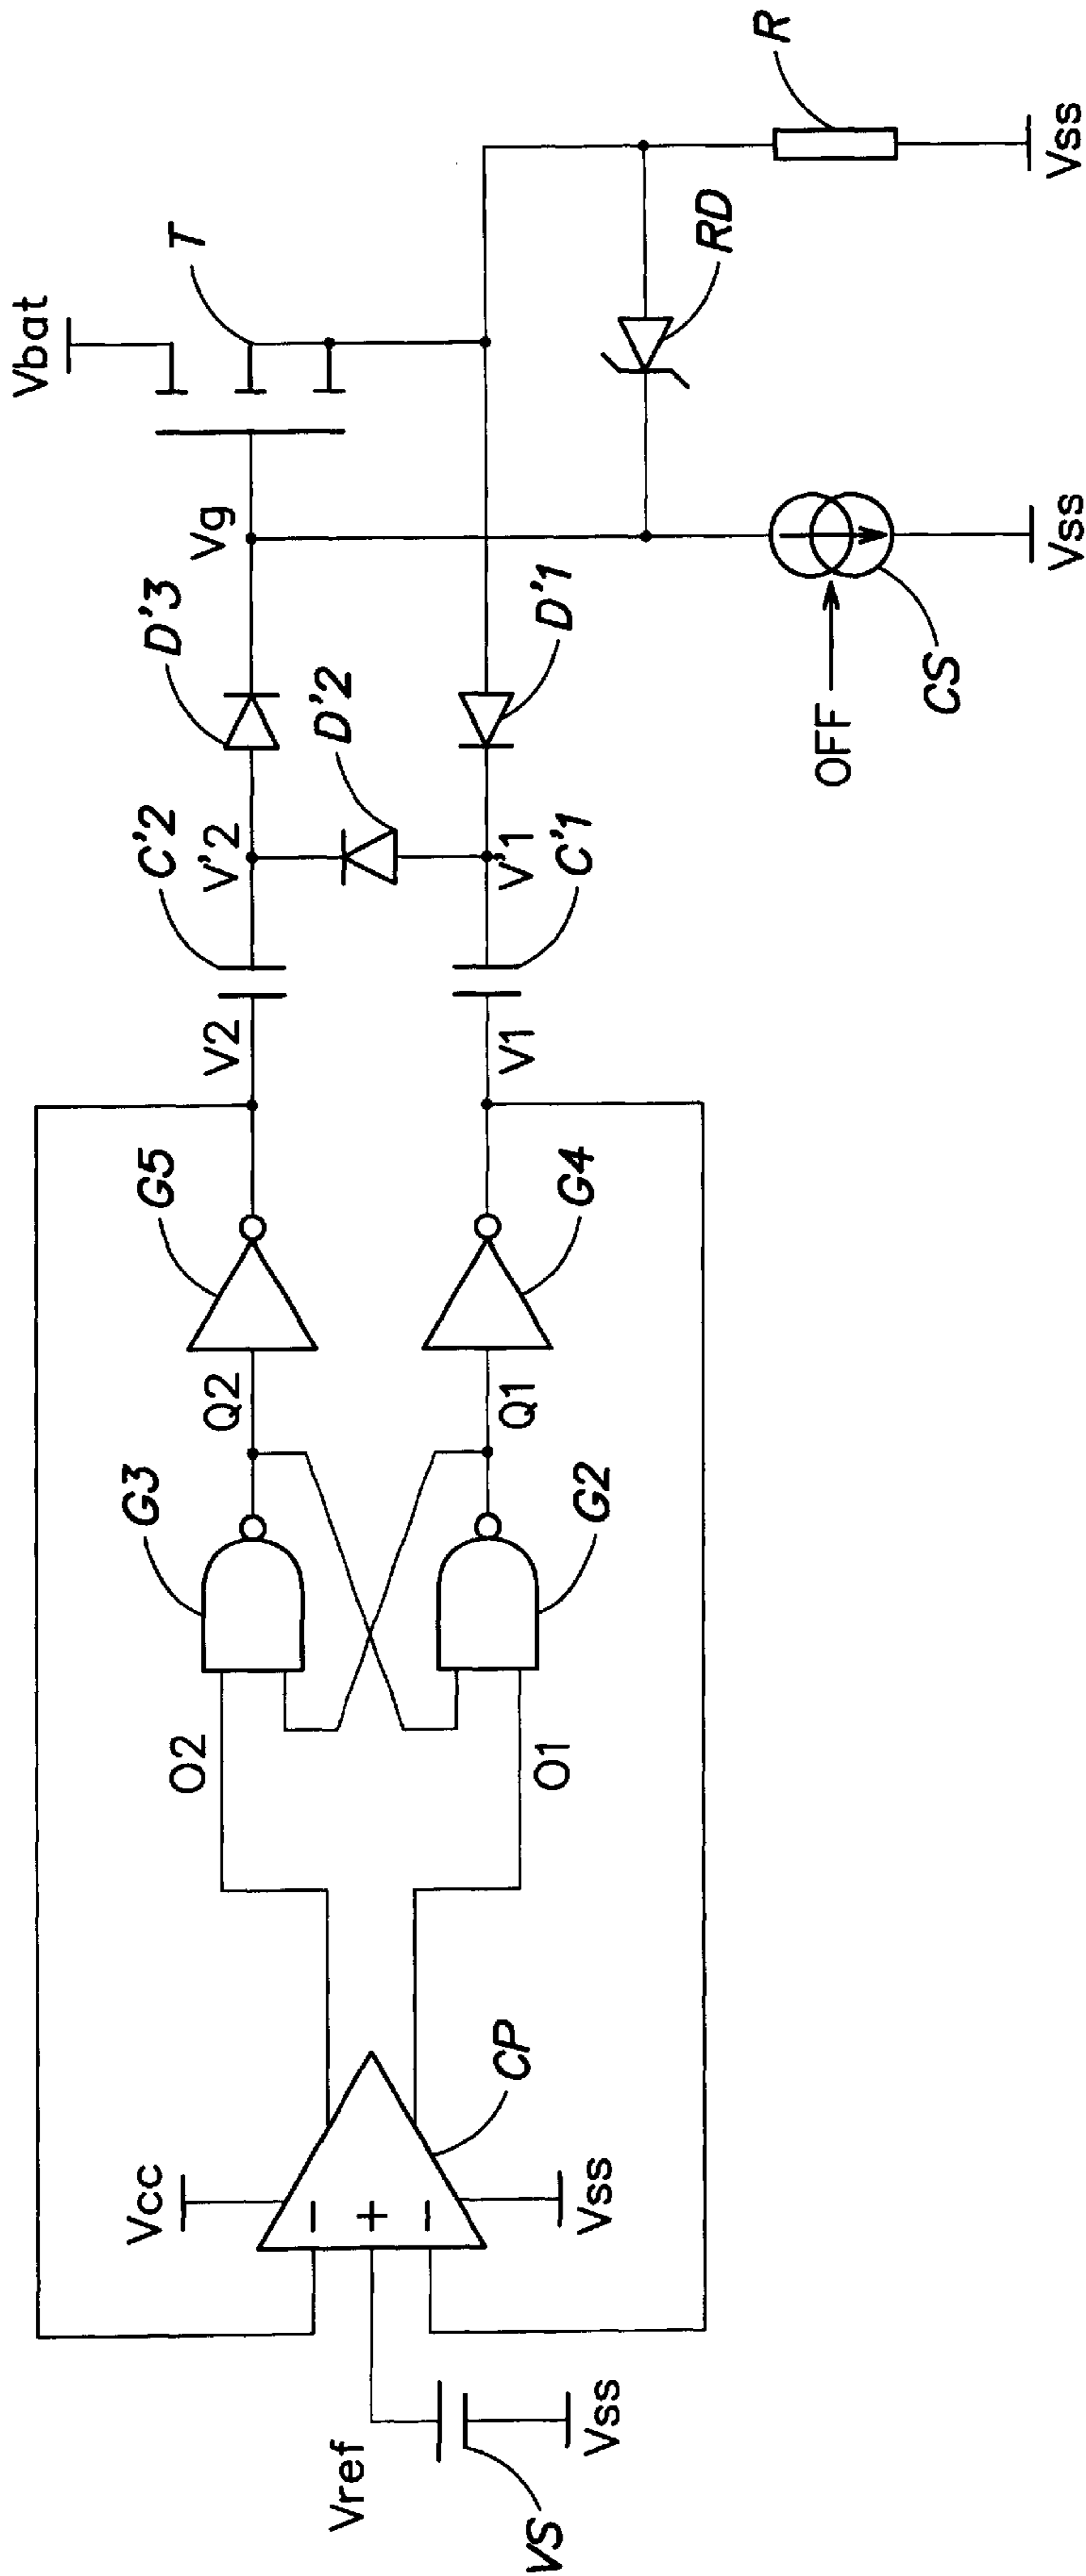 Vbat
T
R
Vg
D'3
D'2
C'2
V'2
V2
G5
Q2
G3
O2
Vcc
Vref
VS
Vss
CP
Vss
−
+
−
O1
G2
Q1
G4
V1
C'1
V'1
D'1
RD
OFF
CS
Vss
Vss